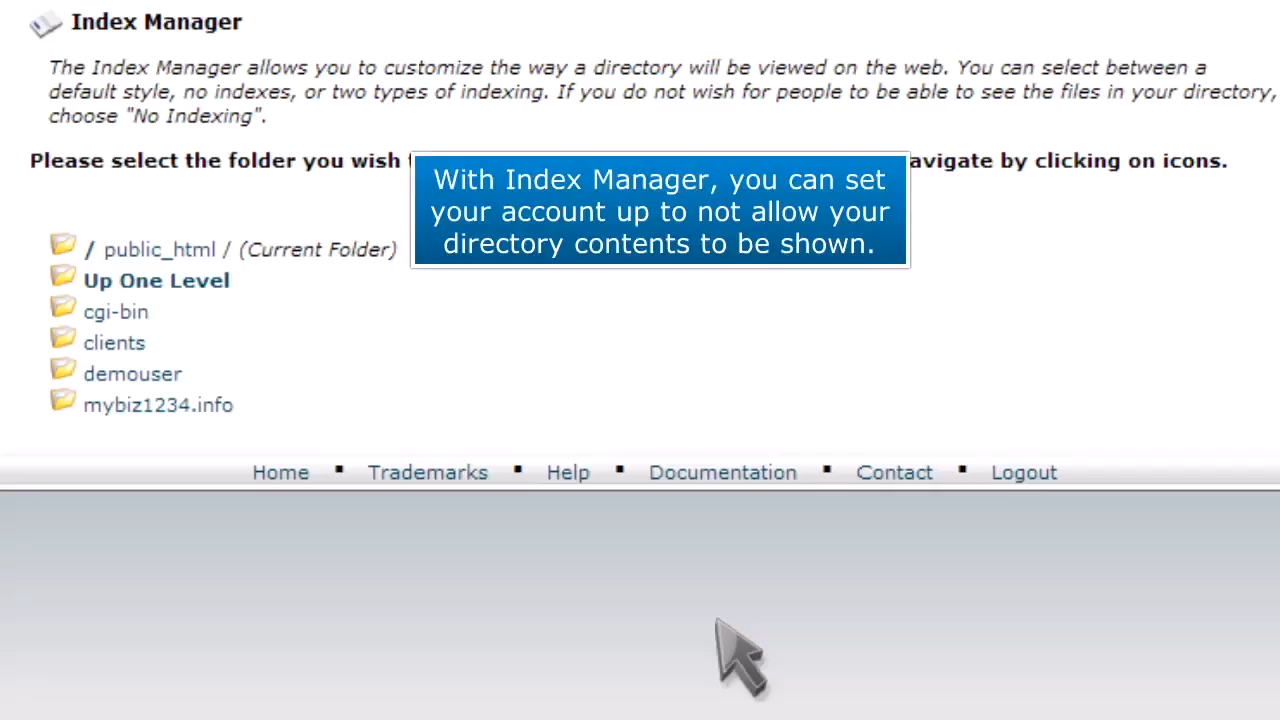 Index Manager
The Index Manager allows you to customize the way a directory will be viewed on the web. You can select between a
default style, no indexes, or two types of indexing. If you do not wish for people to be able to see the files in your directory,
choose "No Indexing".
Please select the folder you wish avigate by clicking on icons.
With Index Manager, you can set
your account up to not allow your
directory contents to be shown.
/ public_html / (Current Folder)
Up One Level
cgi-bin
clients
demouser
mybiz1234.info
Home ▪ Trademarks ▪ Help ▪ Documentation ▪ Contact ▪ Logout